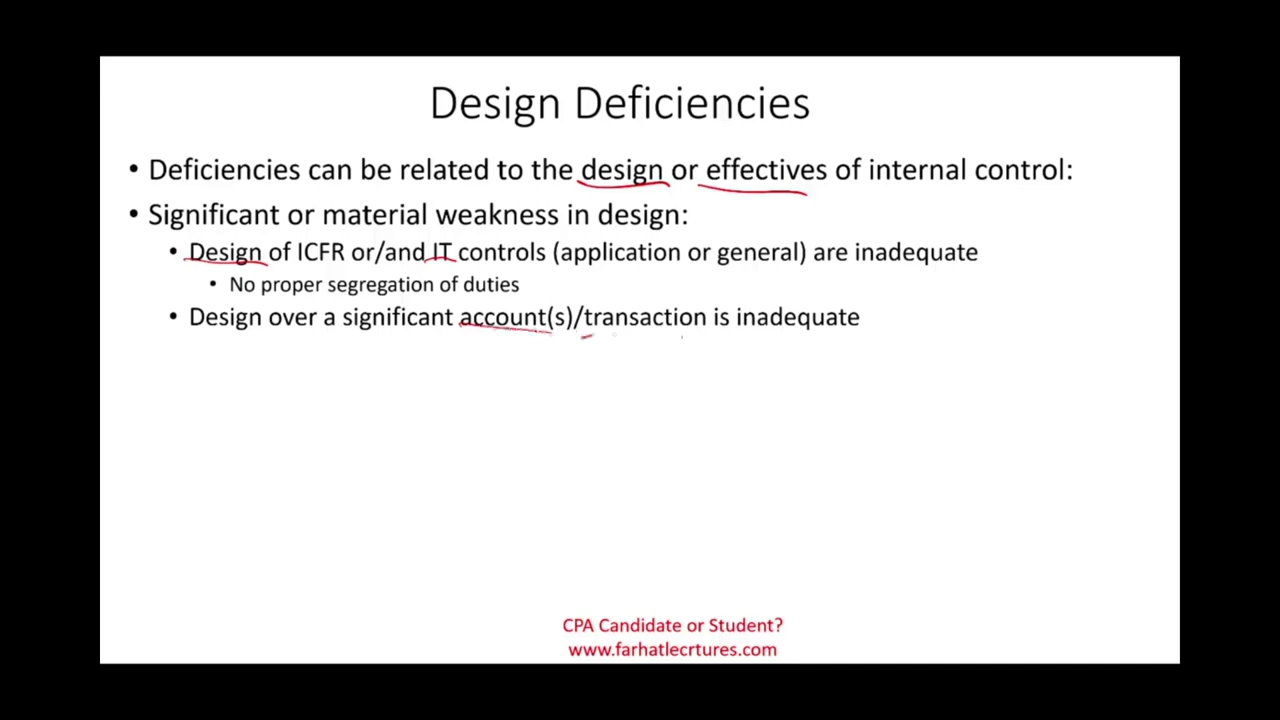 Design Deficiencies
• Deficiencies can be related to the design or effectives of internal control:
• Significant or material weakness in design:
• Design of ICFR or/and IT controls (application or general) are inadequate
• No proper segregation of duties
• Design over a significant account(s)/transaction is inadequate
CPA Candidate or Student?
www.farhatlecrtures.com